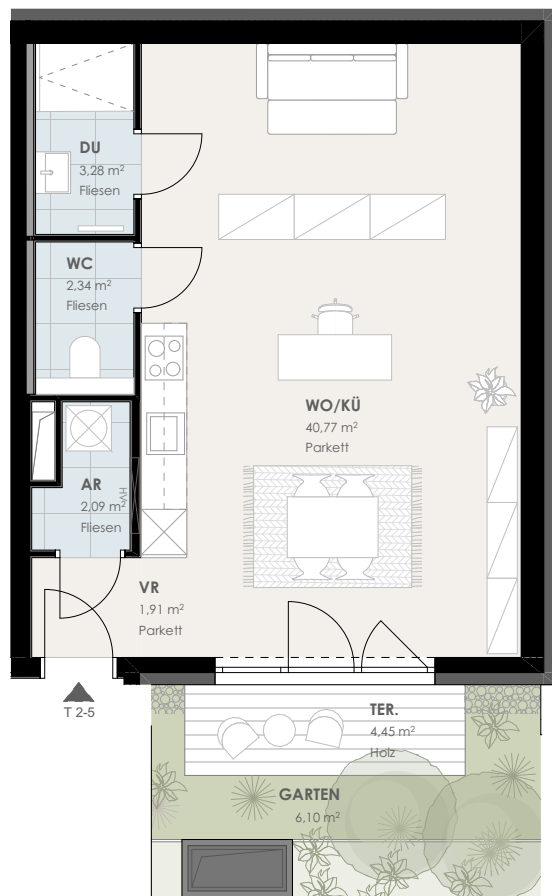 DU
3,28 m²
Fliesen
WC
2,34 m²
Fliesen
WO/KÜ
40,77 m²
Parkett
AR
2,09 m²
Fliesen
HV
VR
1,91 m²
Parkett
T 2-5
TER.
4,45 m²
Holz
GARTEN
6,10 m²